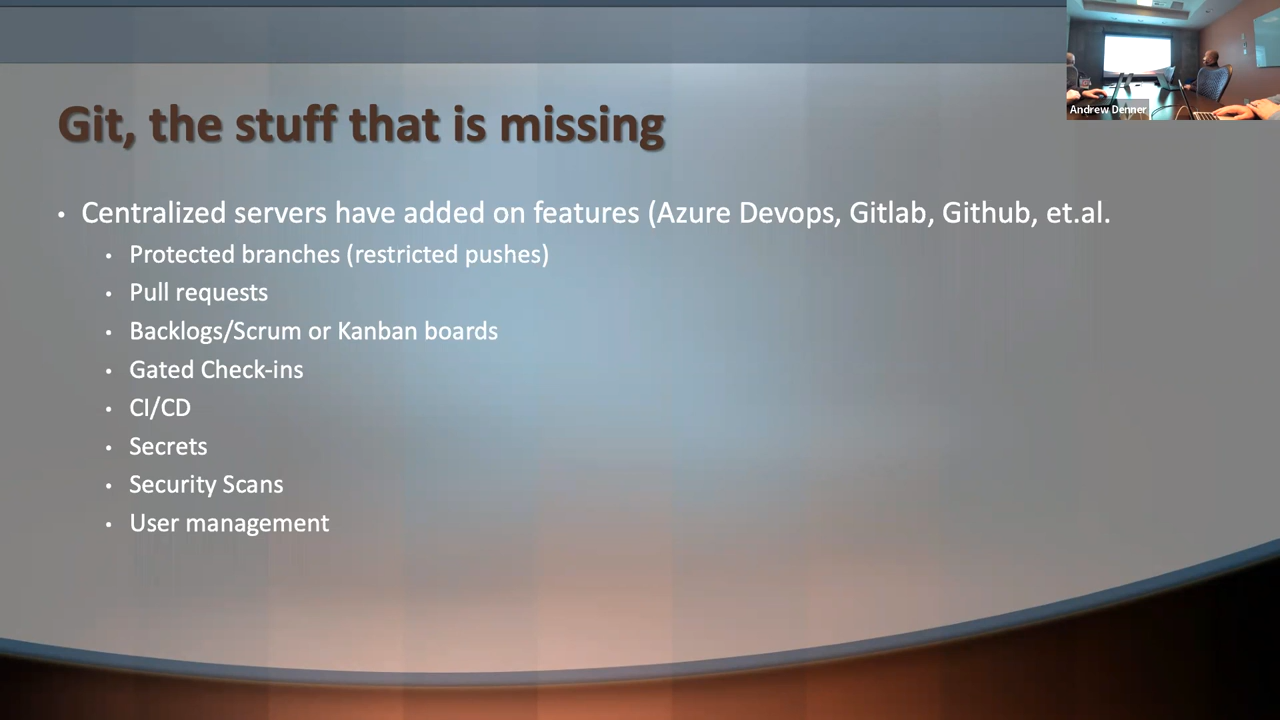 Andrew Denner
Git, the stuff that is missing
• Centralized servers have added on features (Azure Devops, Gitlab, Github, et.al.
• Protected branches (restricted pushes)
• Pull requests
• Backlogs/Scrum or Kanban boards
• Gated Check-ins
• CI/CD
• Secrets
• Security Scans
• User management